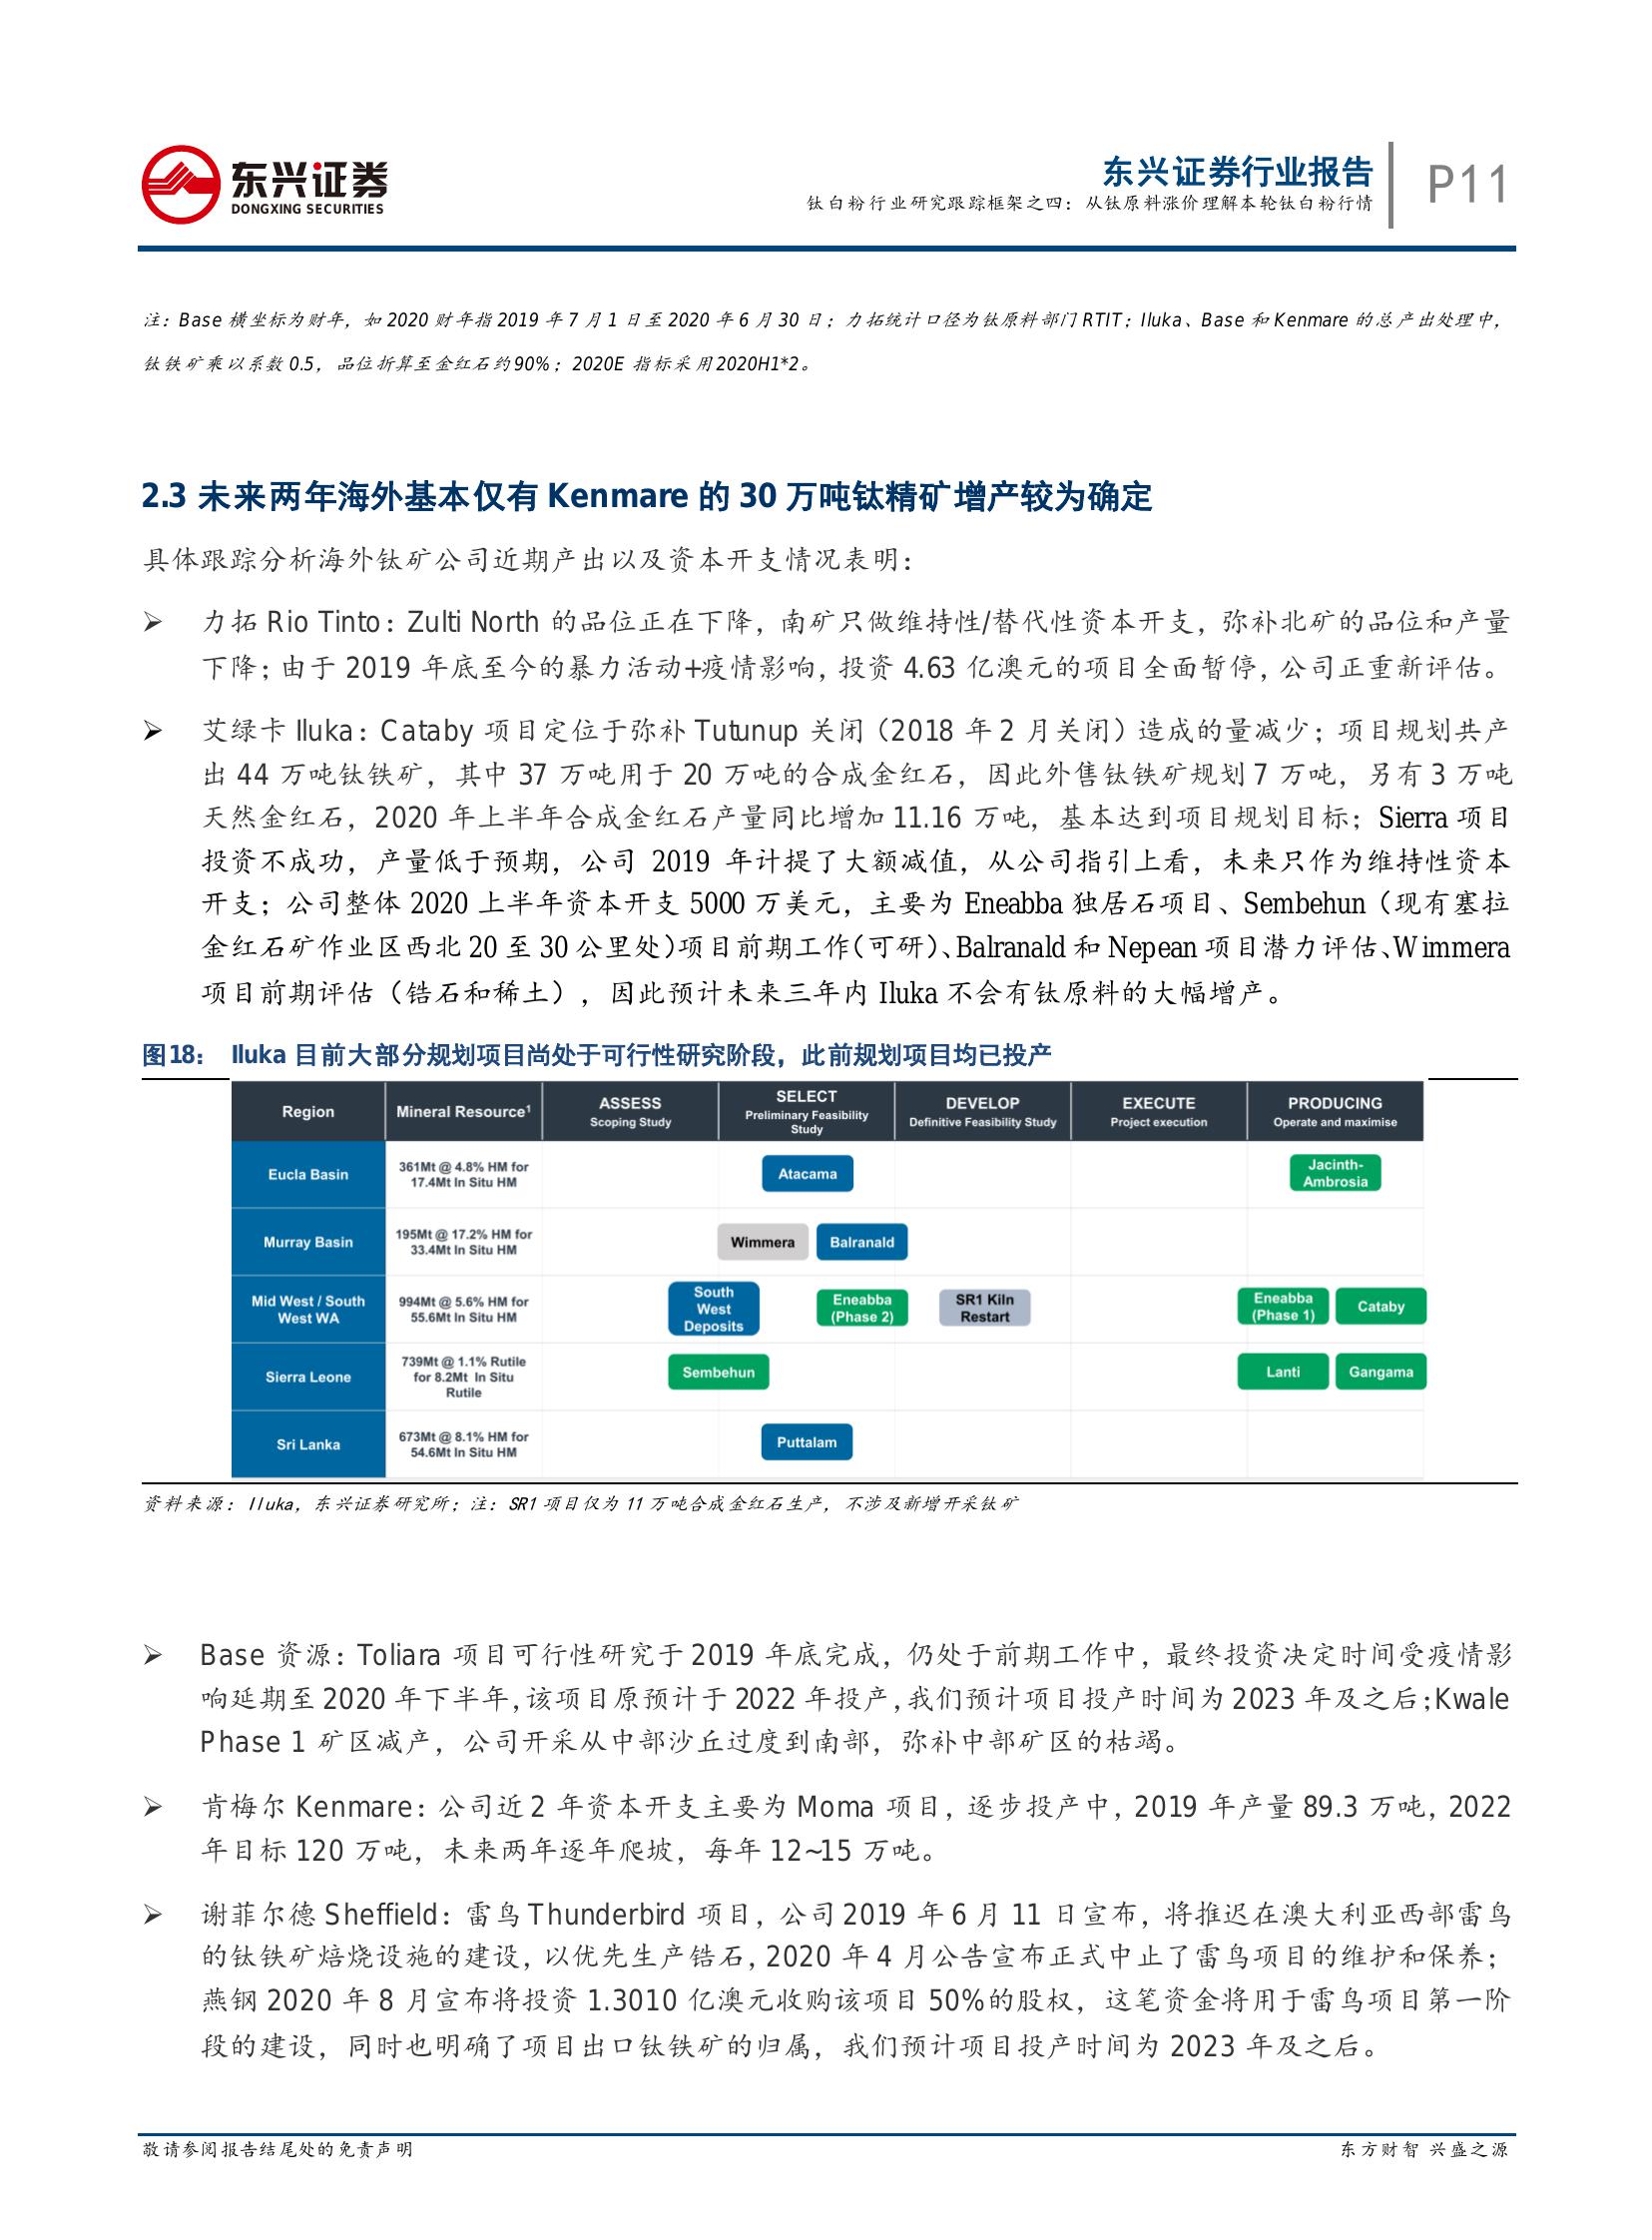 东兴证券
DONGXING SECURITIES
东兴证券行业报告
钛白粉行业研究跟踪框架之四：从钛原料涨价理解本轮钛白粉行情
P11
注：Base 横坐标为财年，如 2020 财年指 2019 年 7 月 1 日至 2020 年 6 月 30 日；力拓统计口径为钛原料部门 RTIT；Iluka、Base 和 Kenmare 的总产出处理中，
钛铁矿乘以系数 0.5，品位折算至金红石约 90%；2020E 指标采用 2020H1*2。
2.3 未来两年海外基本仅有 Kenmare 的 30 万吨钛精矿增产较为确定
具体跟踪分析海外钛矿公司近期产出以及资本开支情况表明：
➢ 力拓 Rio Tinto：Zulti North 的品位正在下降，南矿只做维持性/替代性资本开支，弥补北矿的品位和产量
下降；由于 2019 年底至今的暴力活动+疫情影响，投资 4.63 亿澳元的项目全面暂停，公司正重新评估。
➢ 艾绿卡 Iluka：Cataby 项目定位于弥补 Tutunup 关闭（2018 年 2 月关闭）造成的量减少；项目规划共产
出 44 万吨钛铁矿，其中 37 万吨用于 20 万吨的合成金红石，因此外售钛铁矿规划 7 万吨，另有 3 万吨
天然金红石，2020 年上半年合成金红石产量同比增加 11.16 万吨，基本达到项目规划目标；Sierra 项目
投资不成功，产量低于预期，公司 2019 年计提了大额减值，从公司指引上看，未来只作为维持性资本
开支；公司整体 2020 上半年资本开支 5000 万美元，主要为 Eneabba 独居石项目、Sembehun（现有塞拉
金红石矿作业区西北 20 至 30 公里处）项目前期工作（可研）、Balranald 和 Nepean 项目潜力评估、Wimmera
项目前期评估（锆石和稀土），因此预计未来三年内 Iluka 不会有钛原料的大幅增产。
图18： Iluka 目前大部分规划项目尚处于可行性研究阶段，此前规划项目均已投产
Region
Mineral Resource1
ASSESS
Scoping Study
SELECT
Preliminary Feasibility
Study
DEVELOP
Definitive Feasibility Study
EXECUTE
Project execution
PRODUCING
Operate and maximise
Eucla Basin
361Mt @ 4.8% HM for
17.4Mt In Situ HM
Atacama
Jacinth-
Ambrosia
Murray Basin
195Mt @ 17.2% HM for
33.4Mt In Situ HM
Wimmera
Balranald
Mid West / South
West WA
994Mt @ 5.6% HM for
55.6Mt In Situ HM
South
West
Deposits
Eneabba
(Phase 2)
SR1 Kiln
Restart
Eneabba
(Phase 1)
Cataby
Sierra Leone
739Mt @ 1.1% Rutile
for 8.2Mt In Situ
Rutile
Sembehun
Lanti
Gangama
Sri Lanka
673Mt @ 8.1% HM for
54.6Mt In Situ HM
Puttalam
资料来源：Iluka，东兴证券研究所；注：SR1 项目仅为 11 万吨合成金红石生产，不涉及新增开采钛矿
➢ Base 资源：Toliara 项目可行性研究于 2019 年底完成，仍处于前期工作中，最终投资决定时间受疫情影
响延期至 2020 年下半年，该项目原预计于 2022 年投产，我们预计项目投产时间为 2023 年及之后；Kwale
Phase 1 矿区减产，公司开采从中部沙丘过度到南部，弥补中部矿区的枯竭。
➢ 肯梅尔 Kenmare：公司近 2 年资本开支主要为 Moma 项目，逐步投产中，2019 年产量 89.3 万吨，2022
年目标 120 万吨，未来两年逐年爬坡，每年 12~15 万吨。
➢ 谢菲尔德 Sheffield：雷鸟 Thunderbird 项目，公司 2019 年 6 月 11 日宣布，将推迟在澳大利亚西部雷鸟
的钛铁矿焙烧设施的建设，以优先生产锆石，2020 年 4 月公告宣布正式中止了雷鸟项目的维护和保养；
燕钢 2020 年 8 月宣布将投资 1.3010 亿澳元收购该项目 50%的股权，这笔资金将用于雷鸟项目第一阶
段的建设，同时也明确了项目出口钛铁矿的归属，我们预计项目投产时间为 2023 年及之后。
敬请参阅报告结尾处的免责声明
东方财智 兴盛之源